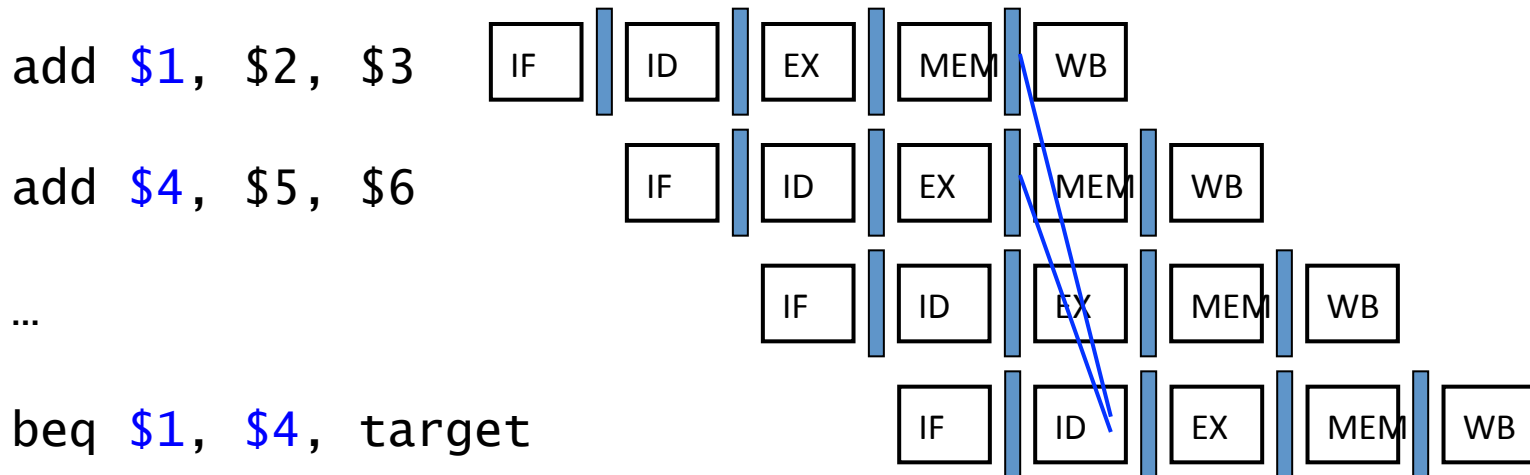 add $1, $2, $3 IF ID EX MEM WB
add $4, $5, $6 IF ID EX MEM WB
… IF ID EX MEM WB
beq $1, $4, target IF ID EX MEM WB